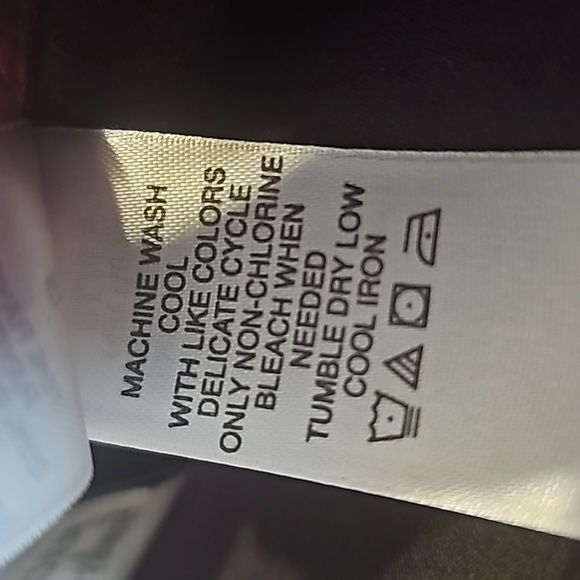 MACHINE WASH
COOL
WITH LIKE COLORS
DELICATE CYCLE
ONLY NON-CHLORINE
BLEACH WHEN
NEEDED
TUMBLE DRY LOW
COOL IRON